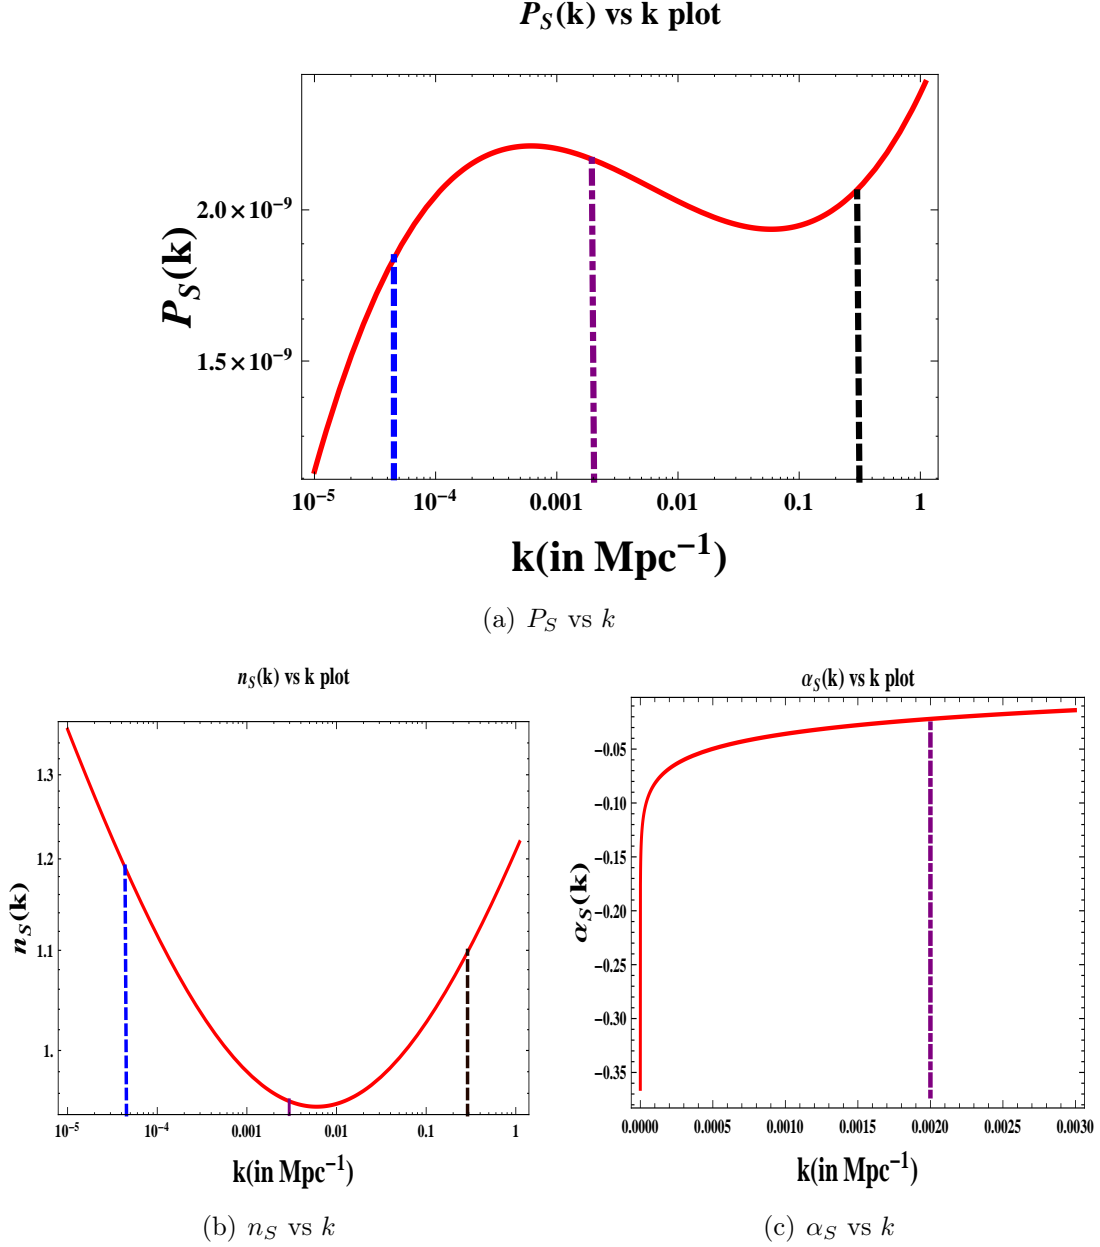 P_S(k) vs k plot
2.0×10⁻⁹
1.5×10⁻⁹
P_S(k)
10⁻⁵ 10⁻⁴ 0.001 0.01 0.1 1
k(in Mpc⁻¹)
(a) P_S vs k
n_S(k) vs k plot
1.3
1.2
1.1
1.
n_S(k)
10⁻⁵ 10⁻⁴ 0.001 0.01 0.1 1
k(in Mpc⁻¹)
(b) n_S vs k
α_S(k) vs k plot
−0.05
−0.10
−0.15
−0.20
−0.25
−0.30
−0.35
α_S(k)
0.0000 0.0005 0.0010 0.0015 0.0020 0.0025 0.0030
k(in Mpc⁻¹)
(c) α_S vs k